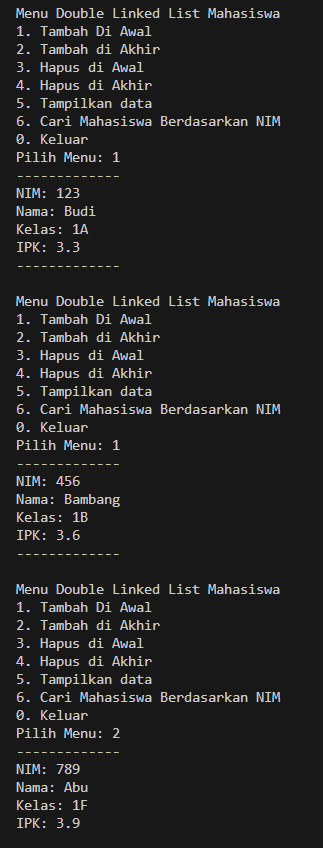 Menu Double Linked List Mahasiswa
1. Tambah Di Awal
2. Tambah di Akhir
3. Hapus di Awal
4. Hapus di Akhir
5. Tampilkan data
6. Cari Mahasiswa Berdasarkan NIM
0. Keluar
Pilih Menu: 1
-------------
NIM: 123
Nama: Budi
Kelas: 1A
IPK: 3.3
-------------
Menu Double Linked List Mahasiswa
1. Tambah Di Awal
2. Tambah di Akhir
3. Hapus di Awal
4. Hapus di Akhir
5. Tampilkan data
6. Cari Mahasiswa Berdasarkan NIM
0. Keluar
Pilih Menu: 1
-------------
NIM: 456
Nama: Bambang
Kelas: 1B
IPK: 3.6
-------------
Menu Double Linked List Mahasiswa
1. Tambah Di Awal
2. Tambah di Akhir
3. Hapus di Awal
4. Hapus di Akhir
5. Tampilkan data
6. Cari Mahasiswa Berdasarkan NIM
0. Keluar
Pilih Menu: 2
-------------
NIM: 789
Nama: Abu
Kelas: 1F
IPK: 3.9